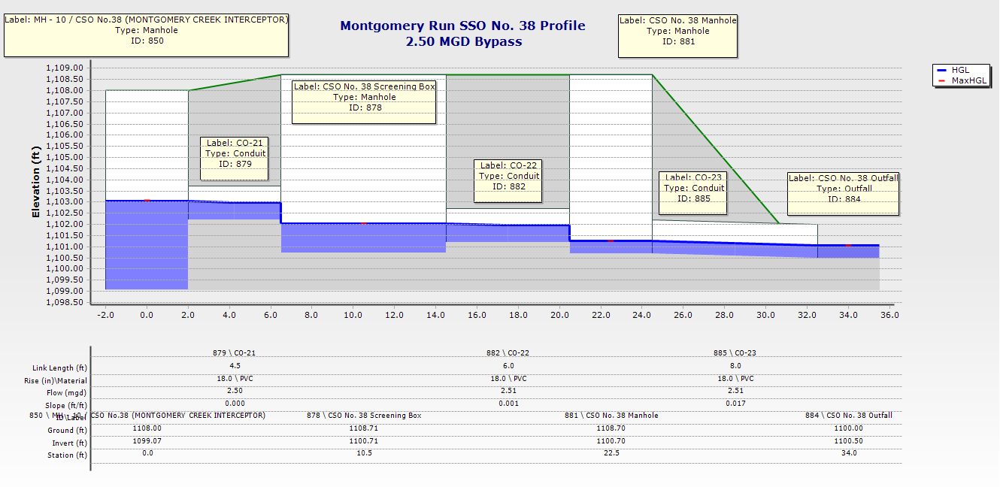 Label: MH - 10 / CSO No.38 (MONTGOMERY CREEK INTERCEPTOR)
Type: Manhole
ID: 850
Montgomery Run SSO No. 38 Profile
2.50 MGD Bypass
Label: CSO No. 38 Manhole
Type: Manhole
ID: 881
HGL
MaxHGL
Elevation (ft)
1,109.00
1,108.50
1,108.00
1,107.50
1,107.00
1,106.50
1,106.00
1,105.50
1,105.00
1,104.50
1,104.00
1,103.50
1,103.00
1,102.50
1,102.00
1,101.50
1,101.00
1,100.50
1,100.00
1,099.50
1,099.00
1,098.50
Label: CSO No. 38 Screening Box
Type: Manhole
ID: 878
Label: CO-21
Type: Conduit
ID: 879
Label: CO-22
Type: Conduit
ID: 882
Label: CO-23
Type: Conduit
ID: 885
Label: CSO No. 38 Outfall
Type: Outfall
ID: 884
-2.0 0.0 2.0 4.0 6.0 8.0 10.0 12.0 14.0 16.0 18.0 20.0 22.0 24.0 26.0 28.0 30.0 32.0 34.0 36.0
879 \ CO-21 882 \ CO-22 885 \ CO-23
Link Length (ft) 4.5 6.0 8.0
Rise (in)\Material 18.0 \ PVC 18.0 \ PVC 18.0 \ PVC
Flow (mgd) 2.50 2.51 2.51
Slope (ft/ft) 0.000 0.001 0.017
ID\Label 850 \ MH - 10 / CSO No.38 (MONTGOMERY CREEK INTERCEPTOR) 878 \ CSO No. 38 Screening Box 881 \ CSO No. 38 Manhole 884 \ CSO No. 38 Outfall
Ground (ft) 1108.00 1108.71 1108.70 1100.00
Invert (ft) 1099.07 1100.71 1100.70 1100.50
Station (ft) 0.0 10.5 22.5 34.0